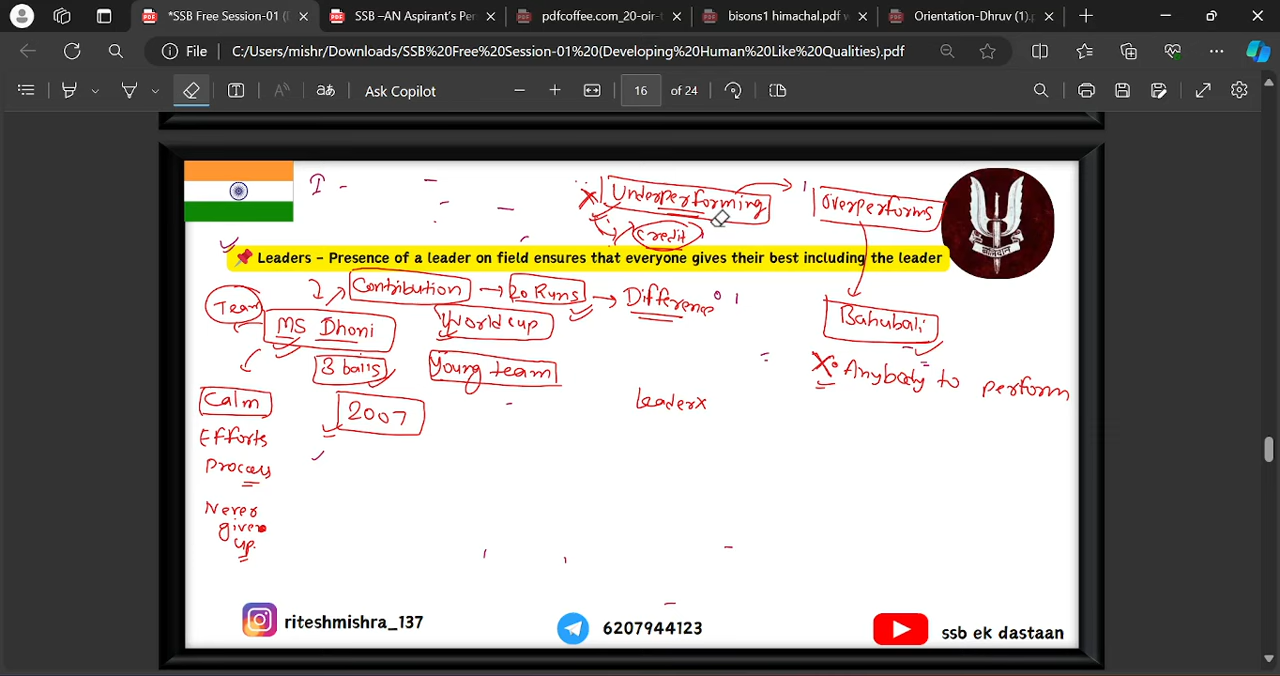 *SSB Free Session-01 (
SSB –AN Aspirant's Per
pdfcoffee.com_20-oir-t
bisons1 himachal.pdf w
Orientation-Dhruv (1).p
File
C:/Users/mishr/Downloads/SSB%20Free%20Session-01%20(Developing%20Human%20Like%20Qualities).pdf
Ask Copilot
16
of 24
I -
Underperforming
Overperforms
Credit
📌 Leaders – Presence of a leader on field ensures that everyone gives their best including the leader
Contribution → 20 Runs → Difference
Team
MS Dhoni
World cup
Bahubali
3 balls
Young team
X • Anybody to perform
Calm
2007
leader x
Efforts
Process
Never
give
up.
riteshmishra_137
6207944123
ssb ek dastaan